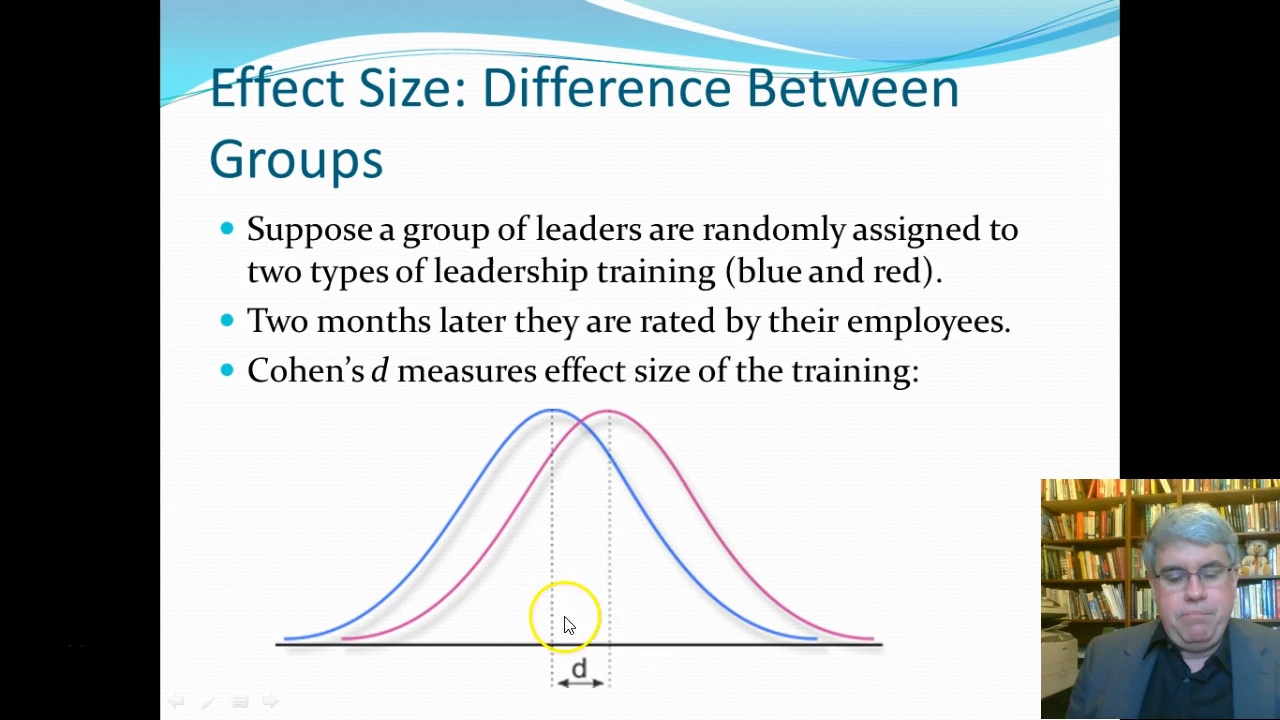 Effect Size: Difference Between
Groups
Suppose a group of leaders are randomly assigned to
two types of leadership training (blue and red).
Two months later they are rated by their employees.
Cohen’s d measures effect size of the training:
d